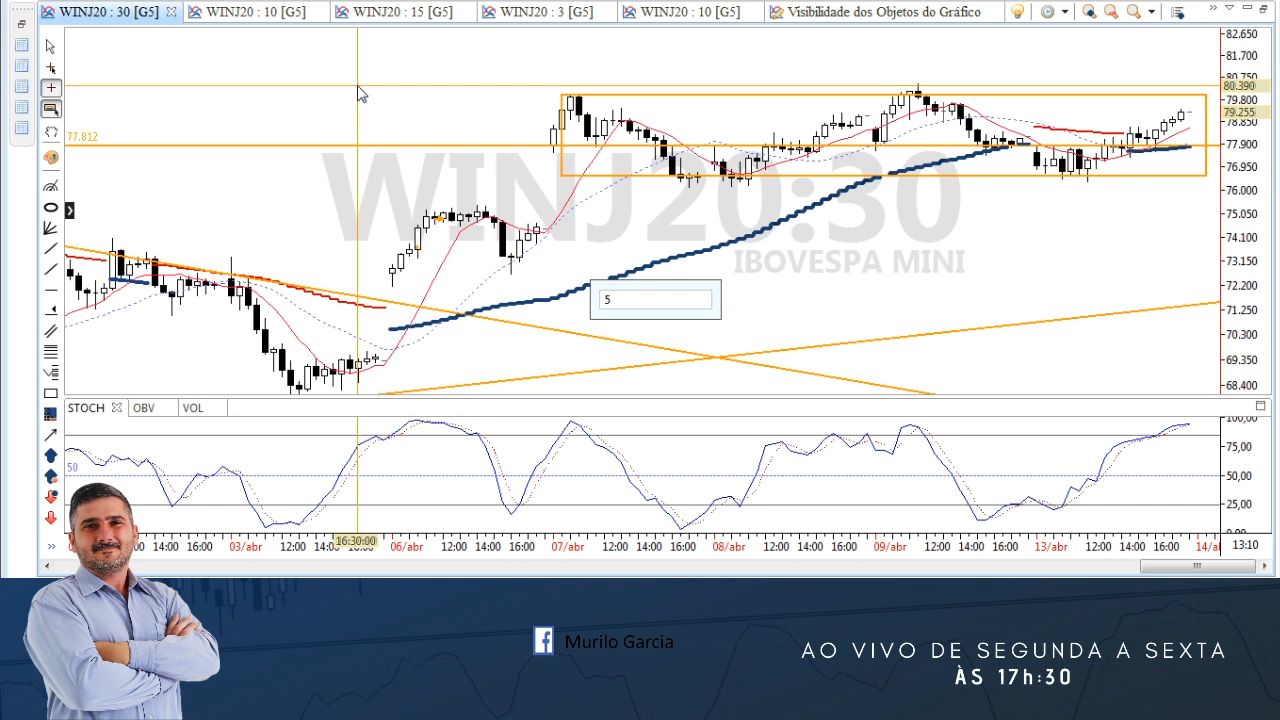 WINJ20 : 30 [G5]
WINJ20 : 10 [G5]
WINJ20 : 15 [G5]
WINJ20 : 3 [G5]
WINJ20 : 10 [G5]
Visibilidade dos Objetos do Gráfico
82.650
81.700
80.750
80.390
79.800
79.255
78.850
77.900
76.950
76.000
75.050
74.100
73.150
72.200
71.250
70.300
69.350
68.400
77.812
WINJ20:30
IBOVESPA MINI
5
STOCH
OBV
VOL
100,00
75,00
50,00
25,00
0,00
50
14:00
16:00
03/abr
12:00
14:00
16:30:00
16:00
06/abr
12:00
14:00
16:00
07/abr
12:00
14:00
16:00
08/abr
12:00
14:00
16:00
09/abr
12:00
14:00
16:00
13/abr
12:00
14:00
16:00
14/a
13:10
Murilo Garcia
AO VIVO DE SEGUNDA A SEXTA
ÀS 17h:30